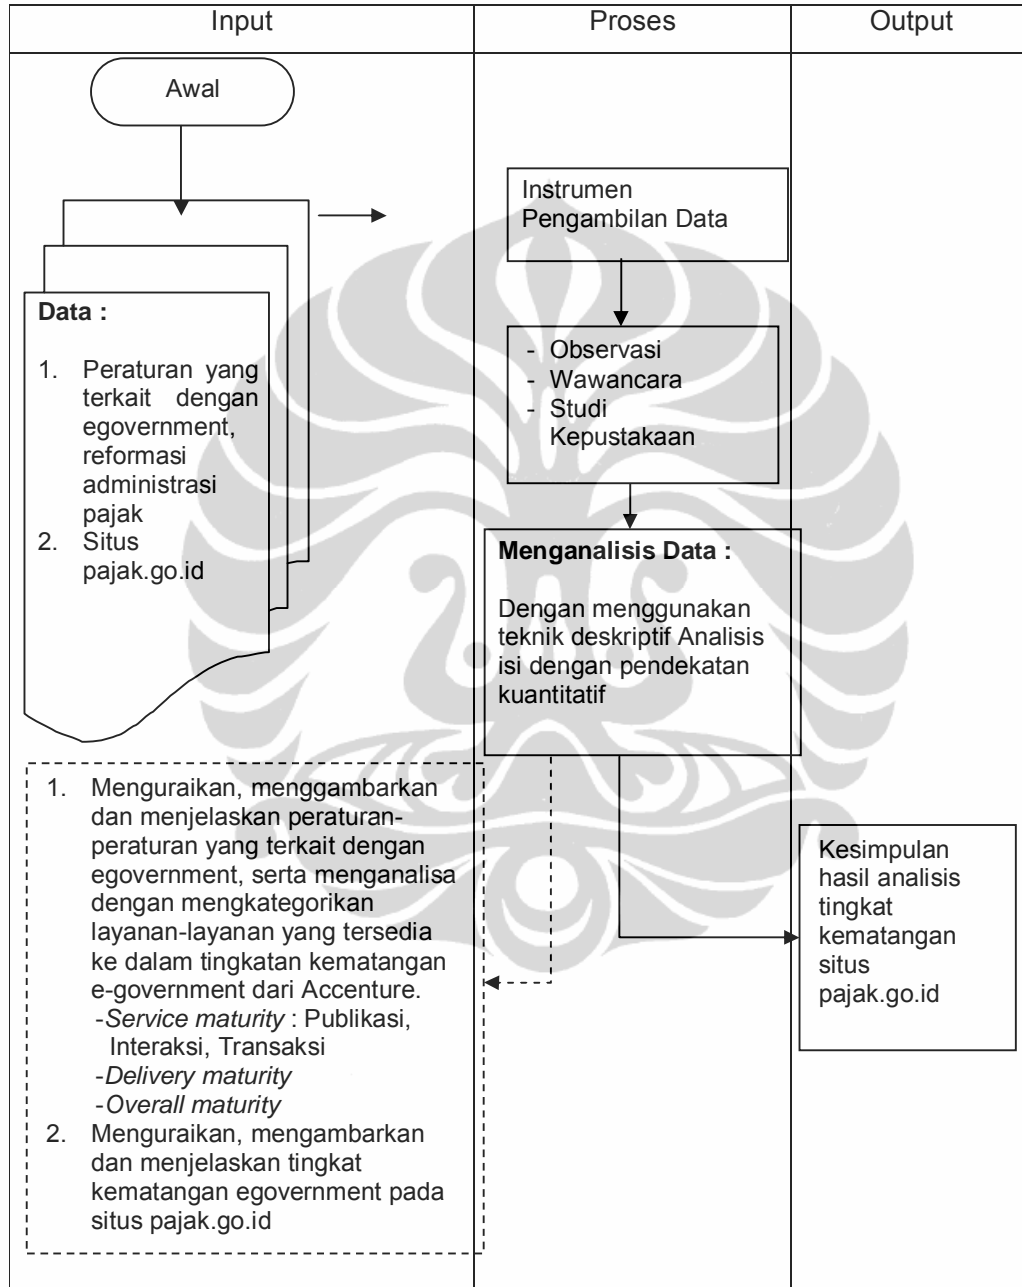 Input
Proses
Output
Awal
Data :
1. Peraturan yang
terkait dengan
egovernment,
reformasi
administrasi
pajak
2. Situs
pajak.go.id
Instrumen
Pengambilan Data
- Observasi
- Wawancara
- Studi
Kepustakaan
Menganalisis Data :
Dengan menggunakan
teknik deskriptif Analisis
isi dengan pendekatan
kuantitatif
1. Menguraikan, menggambarkan
dan menjelaskan peraturan-
peraturan yang terkait dengan
egovernment, serta menganalisa
dengan mengkategorikan
layanan-layanan yang tersedia
ke dalam tingkatan kematangan
e-government dari Accenture.
-Service maturity : Publikasi,
Interaksi, Transaksi
-Delivery maturity
-Overall maturity
2. Menguraikan, mengambarkan
dan menjelaskan tingkat
kematangan egovernment pada
situs pajak.go.id
Kesimpulan
hasil analisis
tingkat
kematangan
situs
pajak.go.id